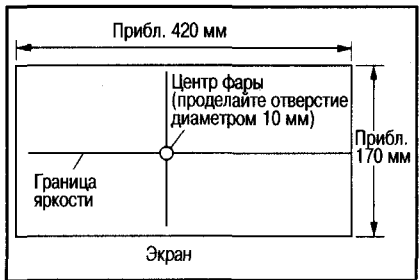 Прибл. 420 мм
Центр фары
(проделайте отверстие
диаметром 10 мм)
Прибл.
170 мм
Граница
яркости
Экран